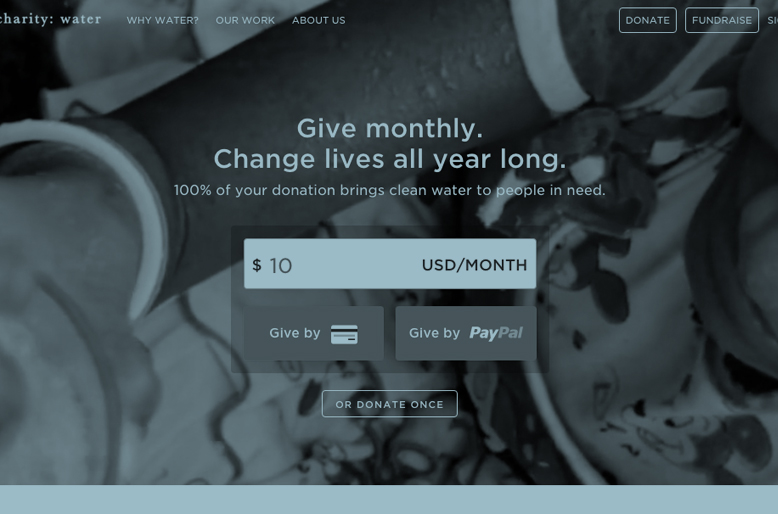 charity: water
WHY WATER? OUR WORK ABOUT US
DONATE FUNDRAISE
Give monthly.
Change lives all year long.
100% of your donation brings clean water to people in need.
$ 10 USD/MONTH
Give by
Give by PayPal
OR DONATE ONCE